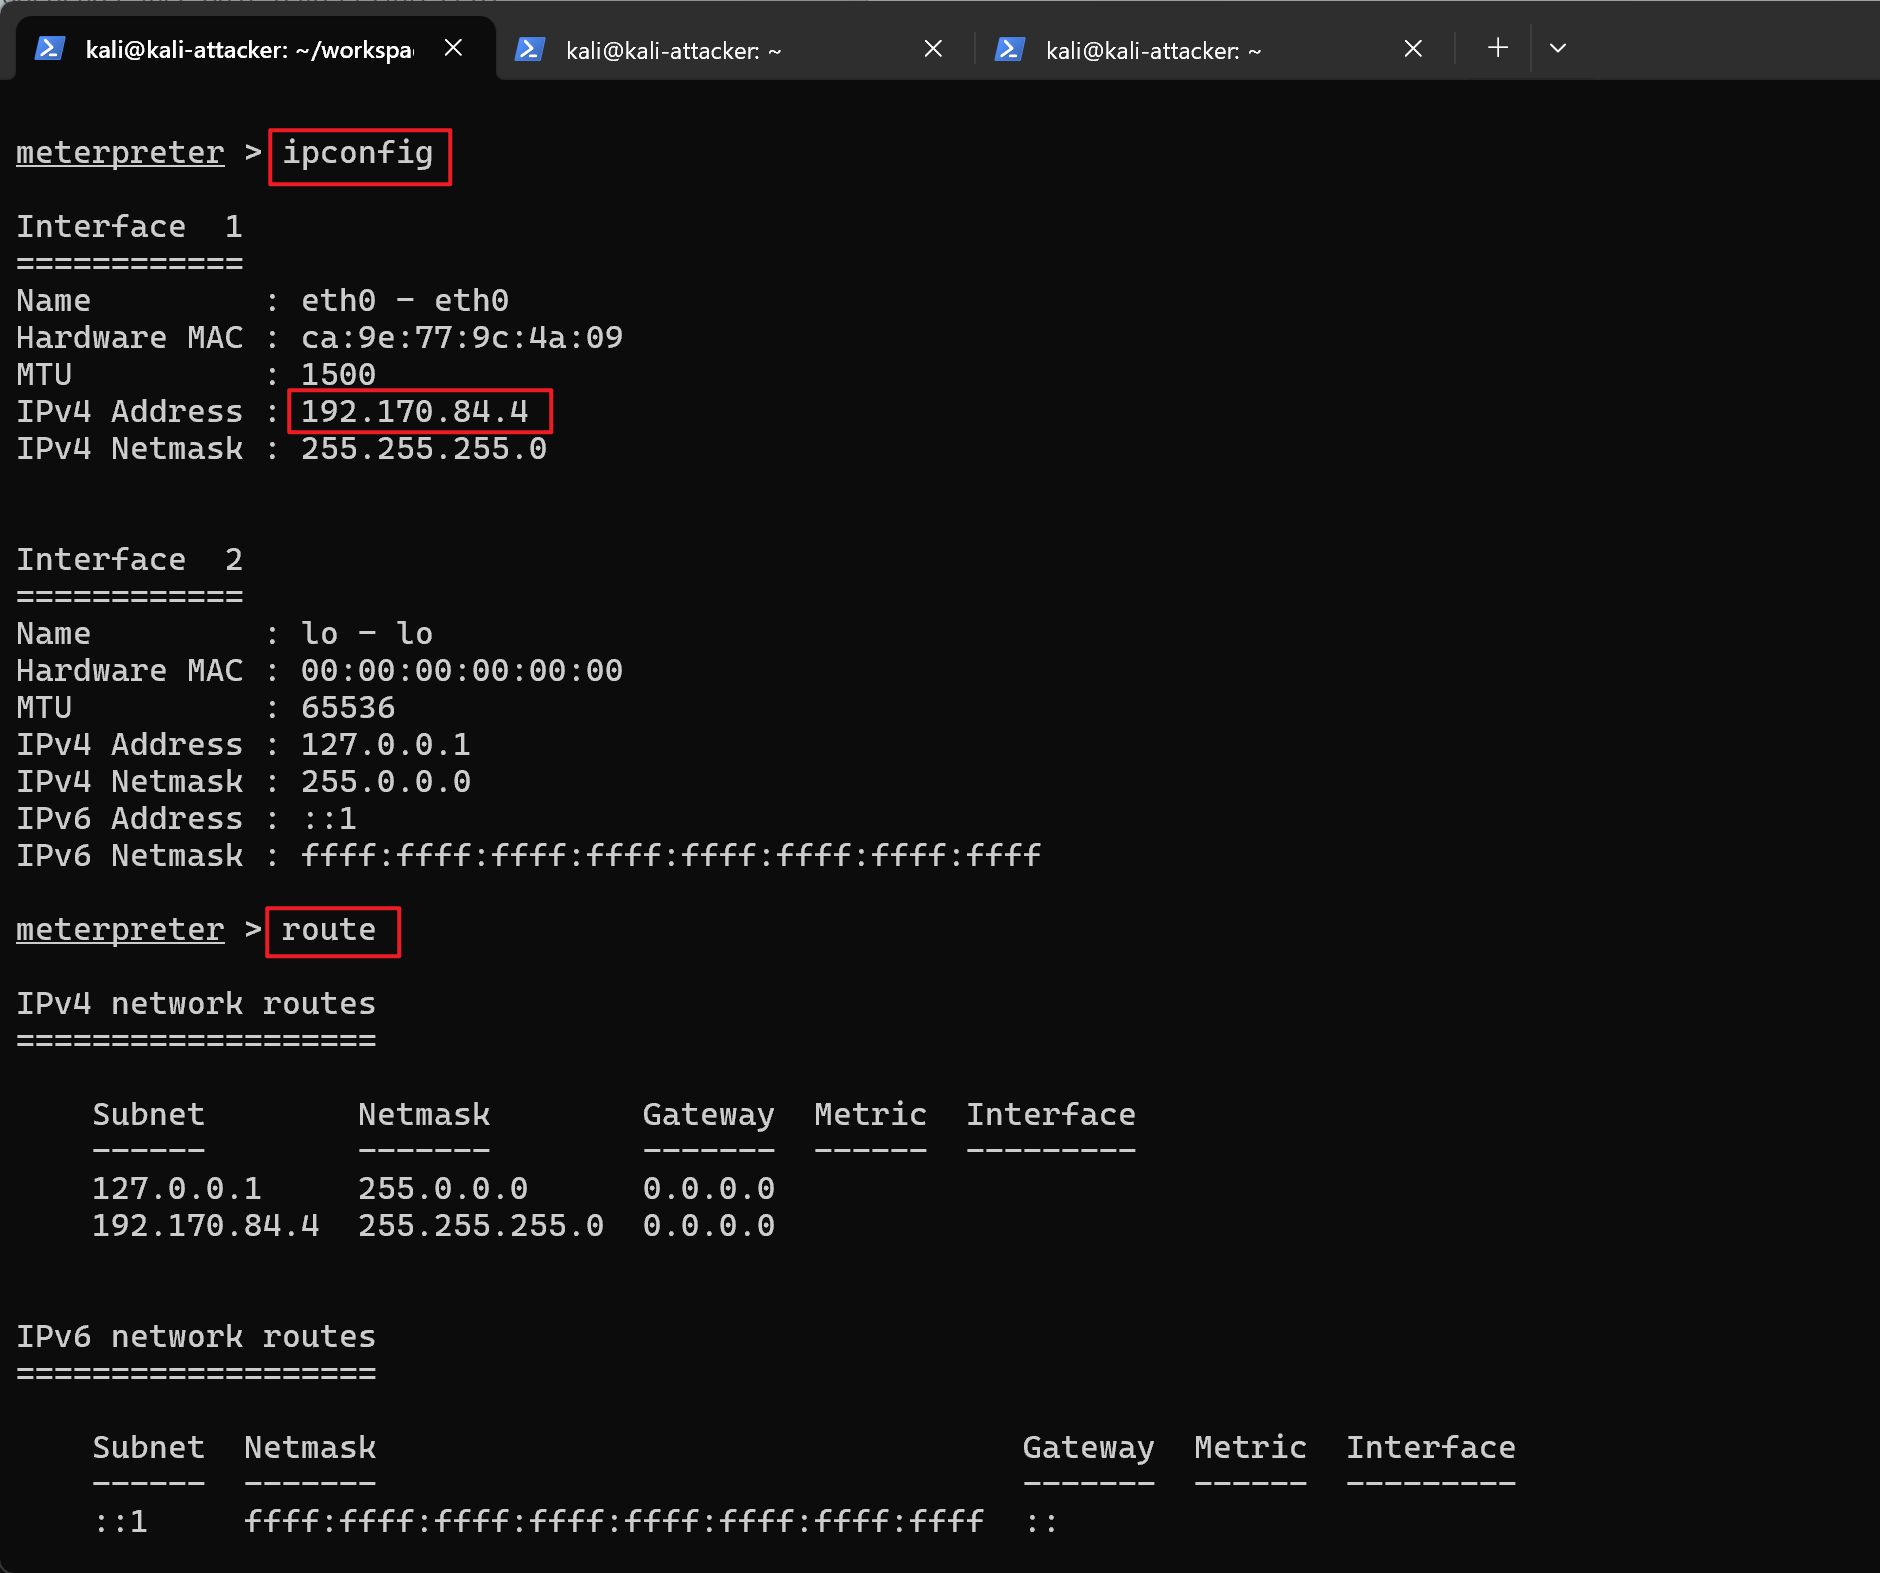 kali@kali-attacker: ~/workspa
kali@kali-attacker: ~
kali@kali-attacker: ~
meterpreter > ipconfig
Interface  1
============
Name         : eth0 - eth0
Hardware MAC : ca:9e:77:9c:4a:09
MTU          : 1500
IPv4 Address : 192.170.84.4
IPv4 Netmask : 255.255.255.0
Interface  2
============
Name         : lo - lo
Hardware MAC : 00:00:00:00:00:00
MTU          : 65536
IPv4 Address : 127.0.0.1
IPv4 Netmask : 255.0.0.0
IPv6 Address : ::1
IPv6 Netmask : ffff:ffff:ffff:ffff:ffff:ffff:ffff:ffff
meterpreter > route
IPv4 network routes
===================
Subnet        Netmask        Gateway  Metric  Interface
------        -------        -------  ------  ---------
127.0.0.1     255.0.0.0      0.0.0.0
192.170.84.4  255.255.255.0  0.0.0.0
IPv6 network routes
===================
Subnet  Netmask                                  Gateway  Metric  Interface
------  -------                                  -------  ------  ---------
::1     ffff:ffff:ffff:ffff:ffff:ffff:ffff:ffff  ::